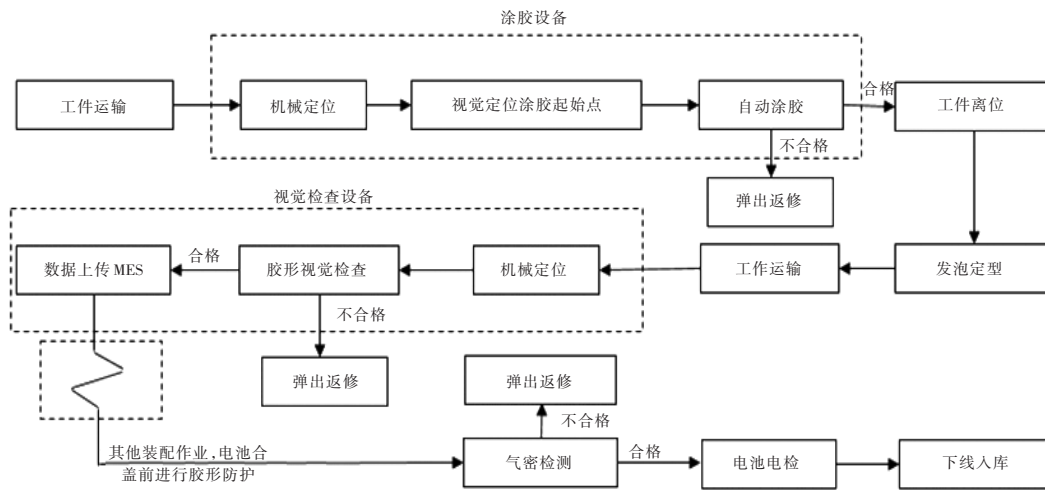 涂胶设备
工件运输
机械定位
视觉定位涂胶起始点
自动涂胶
合格
工件离位
不合格
弹出返修
视觉检查设备
数据上传 MES
合格
胶形视觉检查
机械定位
工作运输
发泡定型
不合格
弹出返修
弹出返修
不合格
其他装配作业,电池合
盖前进行胶形防护
气密检测
合格
电池电检
下线入库